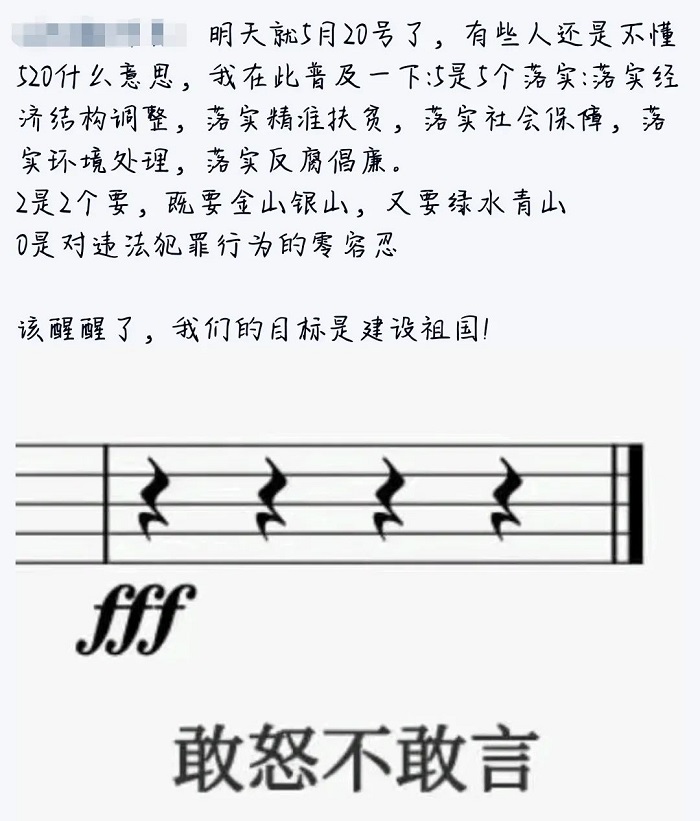 明天就5月20号了，有些人还是不懂
520什么意思，我在此普及一下:5是5个落实:落实经
济结构调整，落实精准扶贫，落实社会保障，落
实环境处理，落实反腐倡廉。
2是2个要，既要金山银山，又要绿水青山
0是对违法犯罪行为的零容忍
该醒醒了，我们的目标是建设祖国!
fff
敢怒不敢言